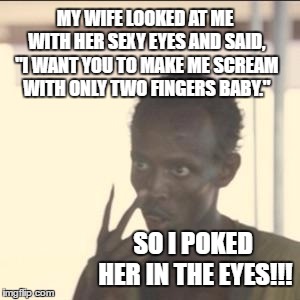 MY WIFE LOOKED AT ME
WITH HER SEXY EYES AND SAID,
"I WANT YOU TO MAKE ME SCREAM
WITH ONLY TWO FINGERS BABY."
SO I POKED
HER IN THE EYES!!!
imgflip.com